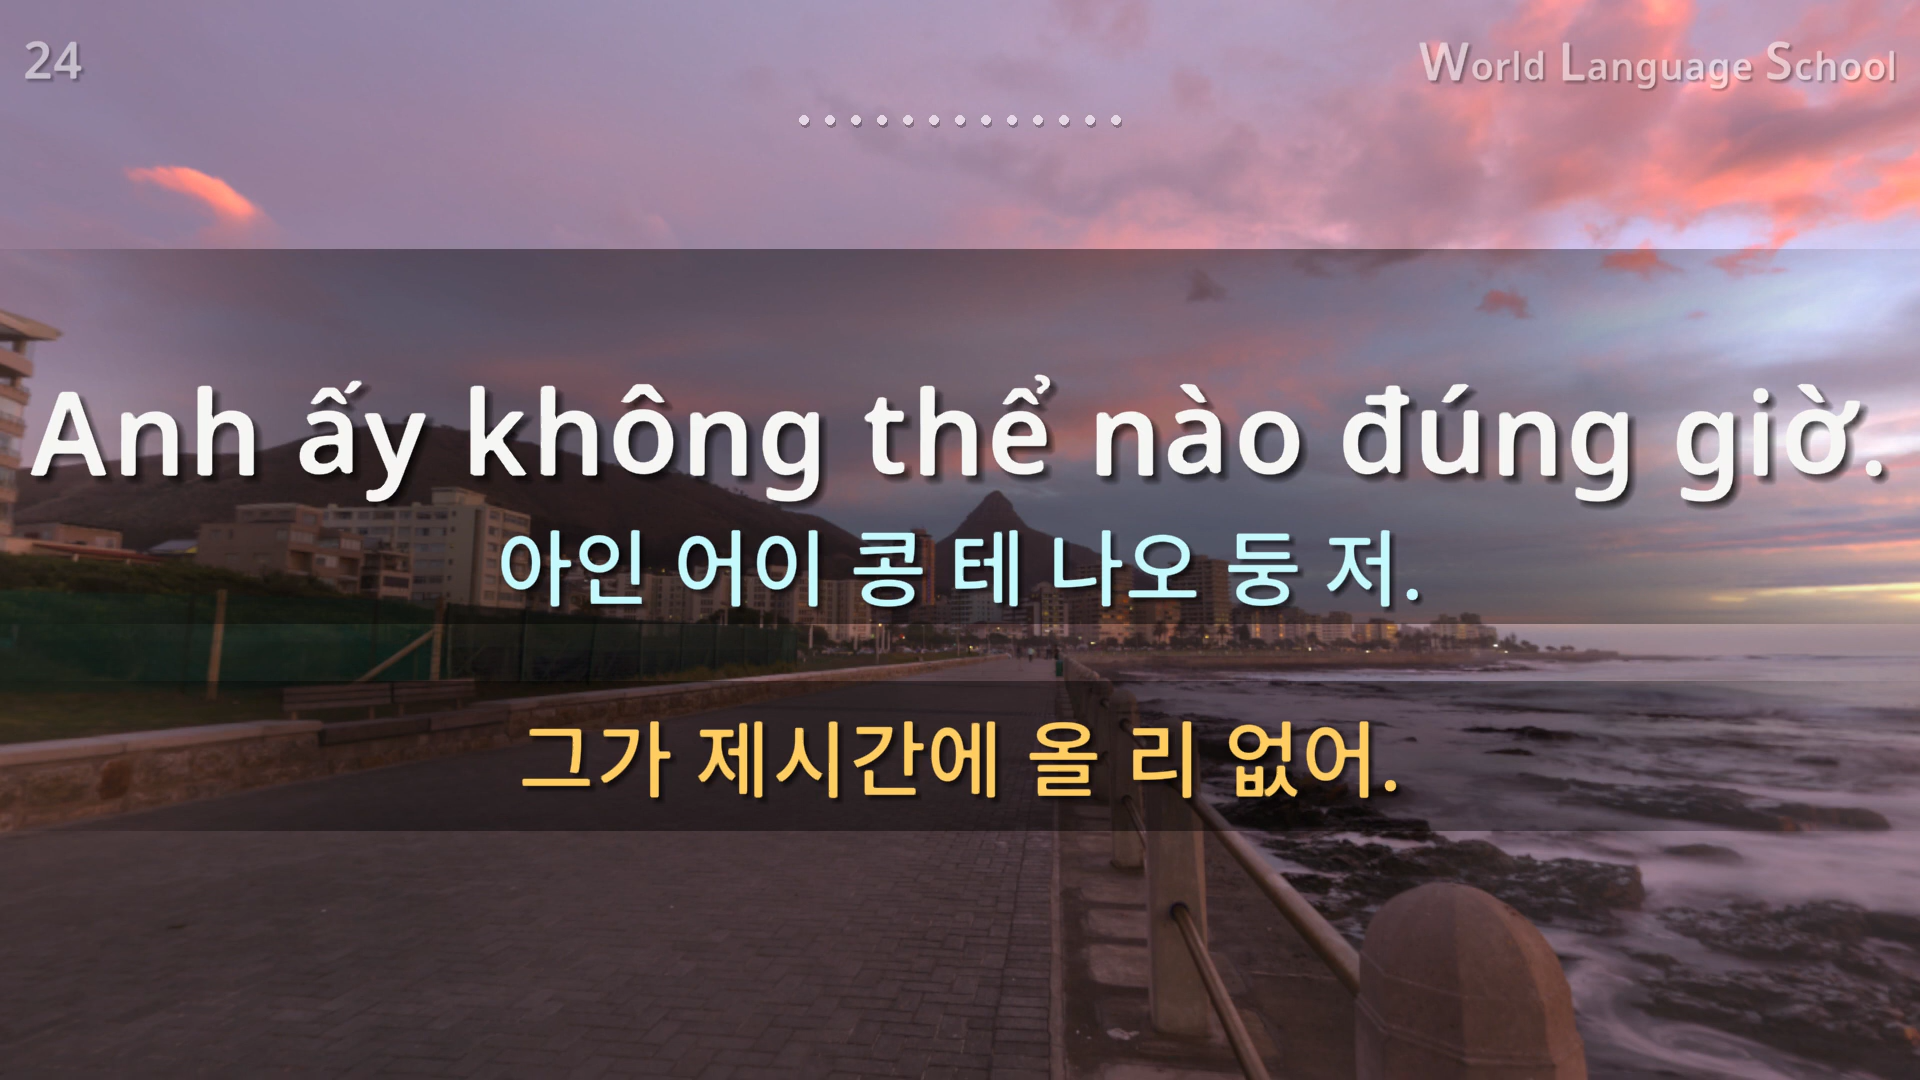 24
World Language School
Anh ấy không thể nào đúng giờ.
아인 어이 콩 테 나오 둥 저.
그가 제시간에 올 리 없어.